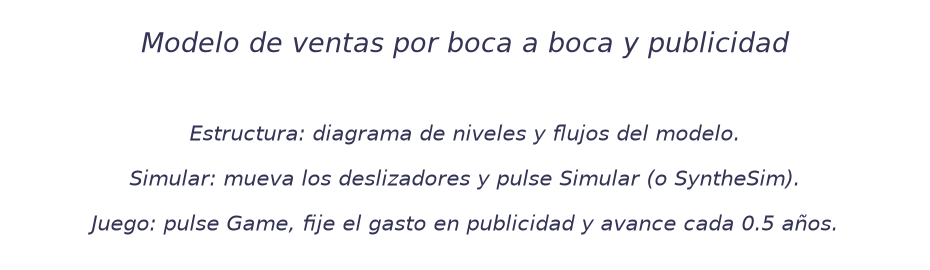 Modelo de ventas por boca a boca y publicidad
Estructura: diagrama de niveles y flujos del modelo.
Simular: mueva los deslizadores y pulse Simular (o SyntheSim).
Juego: pulse Game, fije el gasto en publicidad y avance cada 0.5 años.